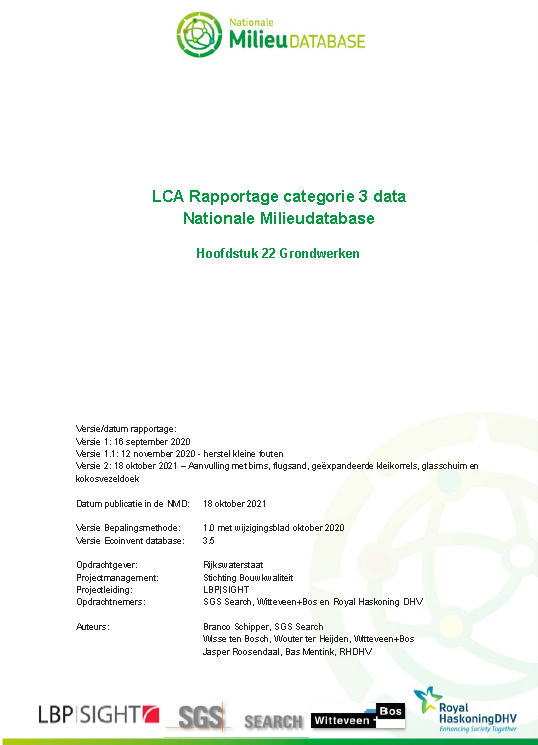 Nationale
MilieuDATABASE
LCA Rapportage categorie 3 data
Nationale Milieudatabase
Hoofdstuk 22 Grondwerken
Versie/datum rapportage:
Versie 1: 16 september 2020
Versie 1.1: 12 november 2020 - herstel kleine fouten
Versie 2: 18 oktober 2021 – Aanvulling met bims, flugsand, geëxpandeerde kleikorrels, glasschuim en
kokosvezeldoek
Datum publicatie in de NMD: 18 oktober 2021
Versie Bepalingsmethode: 1.0 met wijzigingsblad oktober 2020
Versie Ecoinvent database: 3.5
Opdrachtgever: Rijkswaterstaat
Projectmanagement: Stichting Bouwkwaliteit
Projectleiding: LBP|SIGHT
Opdrachtnemers: SGS Search, Witteveen+Bos en Royal Haskoning DHV
Auteurs: Branco Schipper, SGS Search
Wisse ten Bosch, Wouter ter Heijden, Witteveen+Bos
Jasper Roosendaal, Bas Mentink, RHDHV
LBP|SIGHT
SGS SEARCH
Witteveen + Bos
Royal
HaskoningDHV
Enhancing Society Together